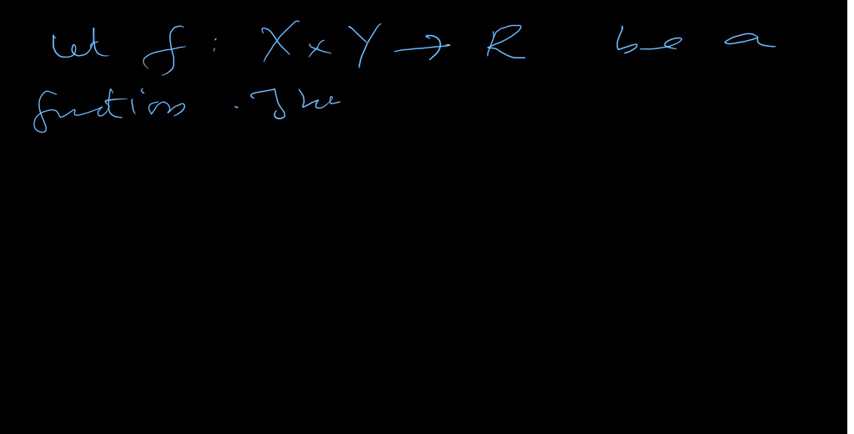 let f : X × Y → R be a
function . The